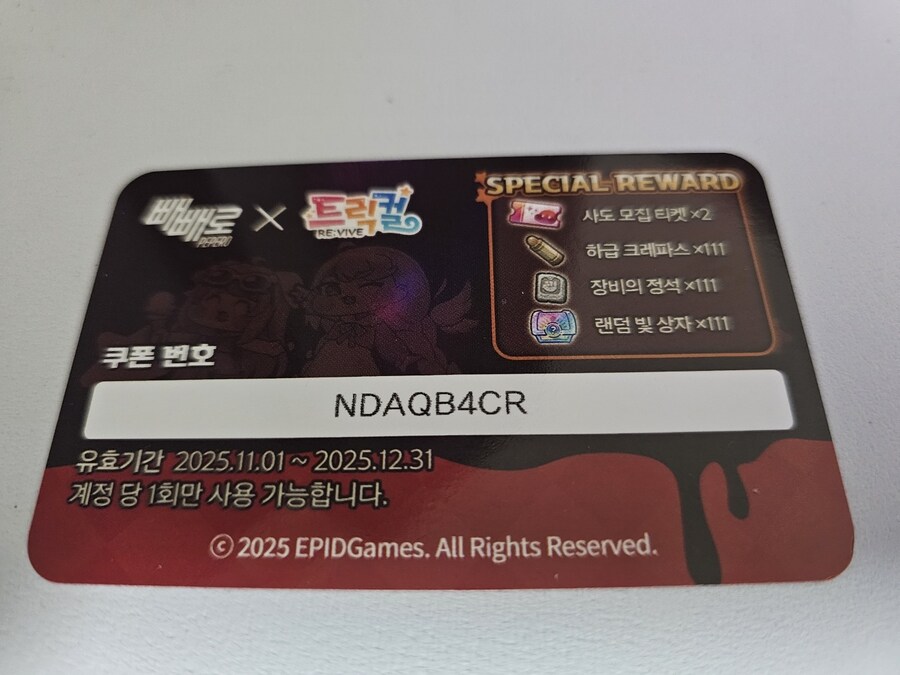 빼빼로 × 트릭컬
PEPERO RE:VIVE
SPECIAL REWARD
사도 모집 티켓 ×2
하급 크레파스 ×111
장비의 정석 ×111
랜덤 빛 상자 ×111
쿠폰 번호
NDAQB4CR
유효기간 2025.11.01 ~ 2025.12.31
계정 당 1회만 사용 가능합니다.
ⓒ 2025 EPIDGames. All Rights Reserved.